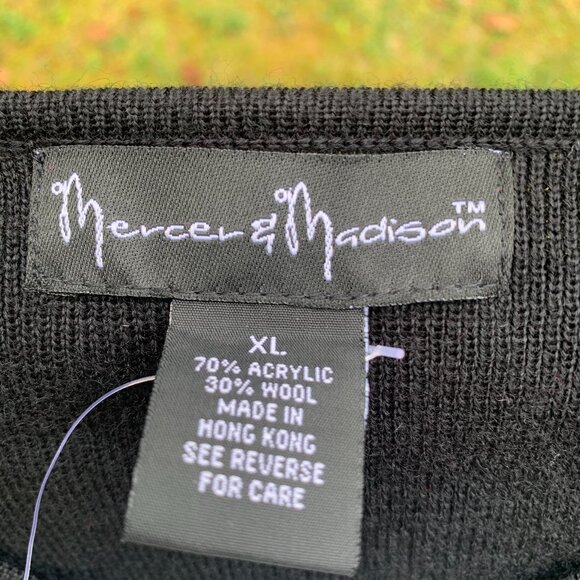 Mercer & Madison™
XL
70% ACRYLIC
30% WOOL
MADE IN
HONG KONG
SEE REVERSE
FOR CARE